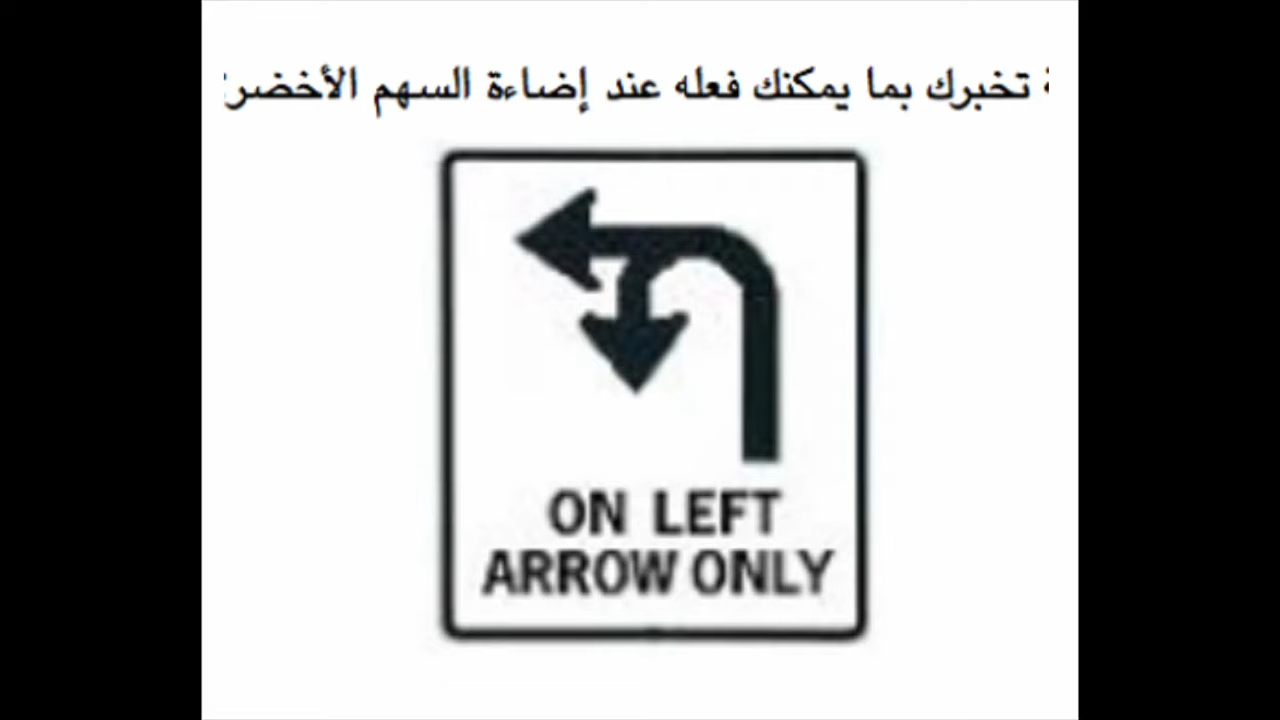 تخبرك بما يمكنك فعله عند إضاءة السهم الأخضر:
ON LEFT
ARROW ONLY